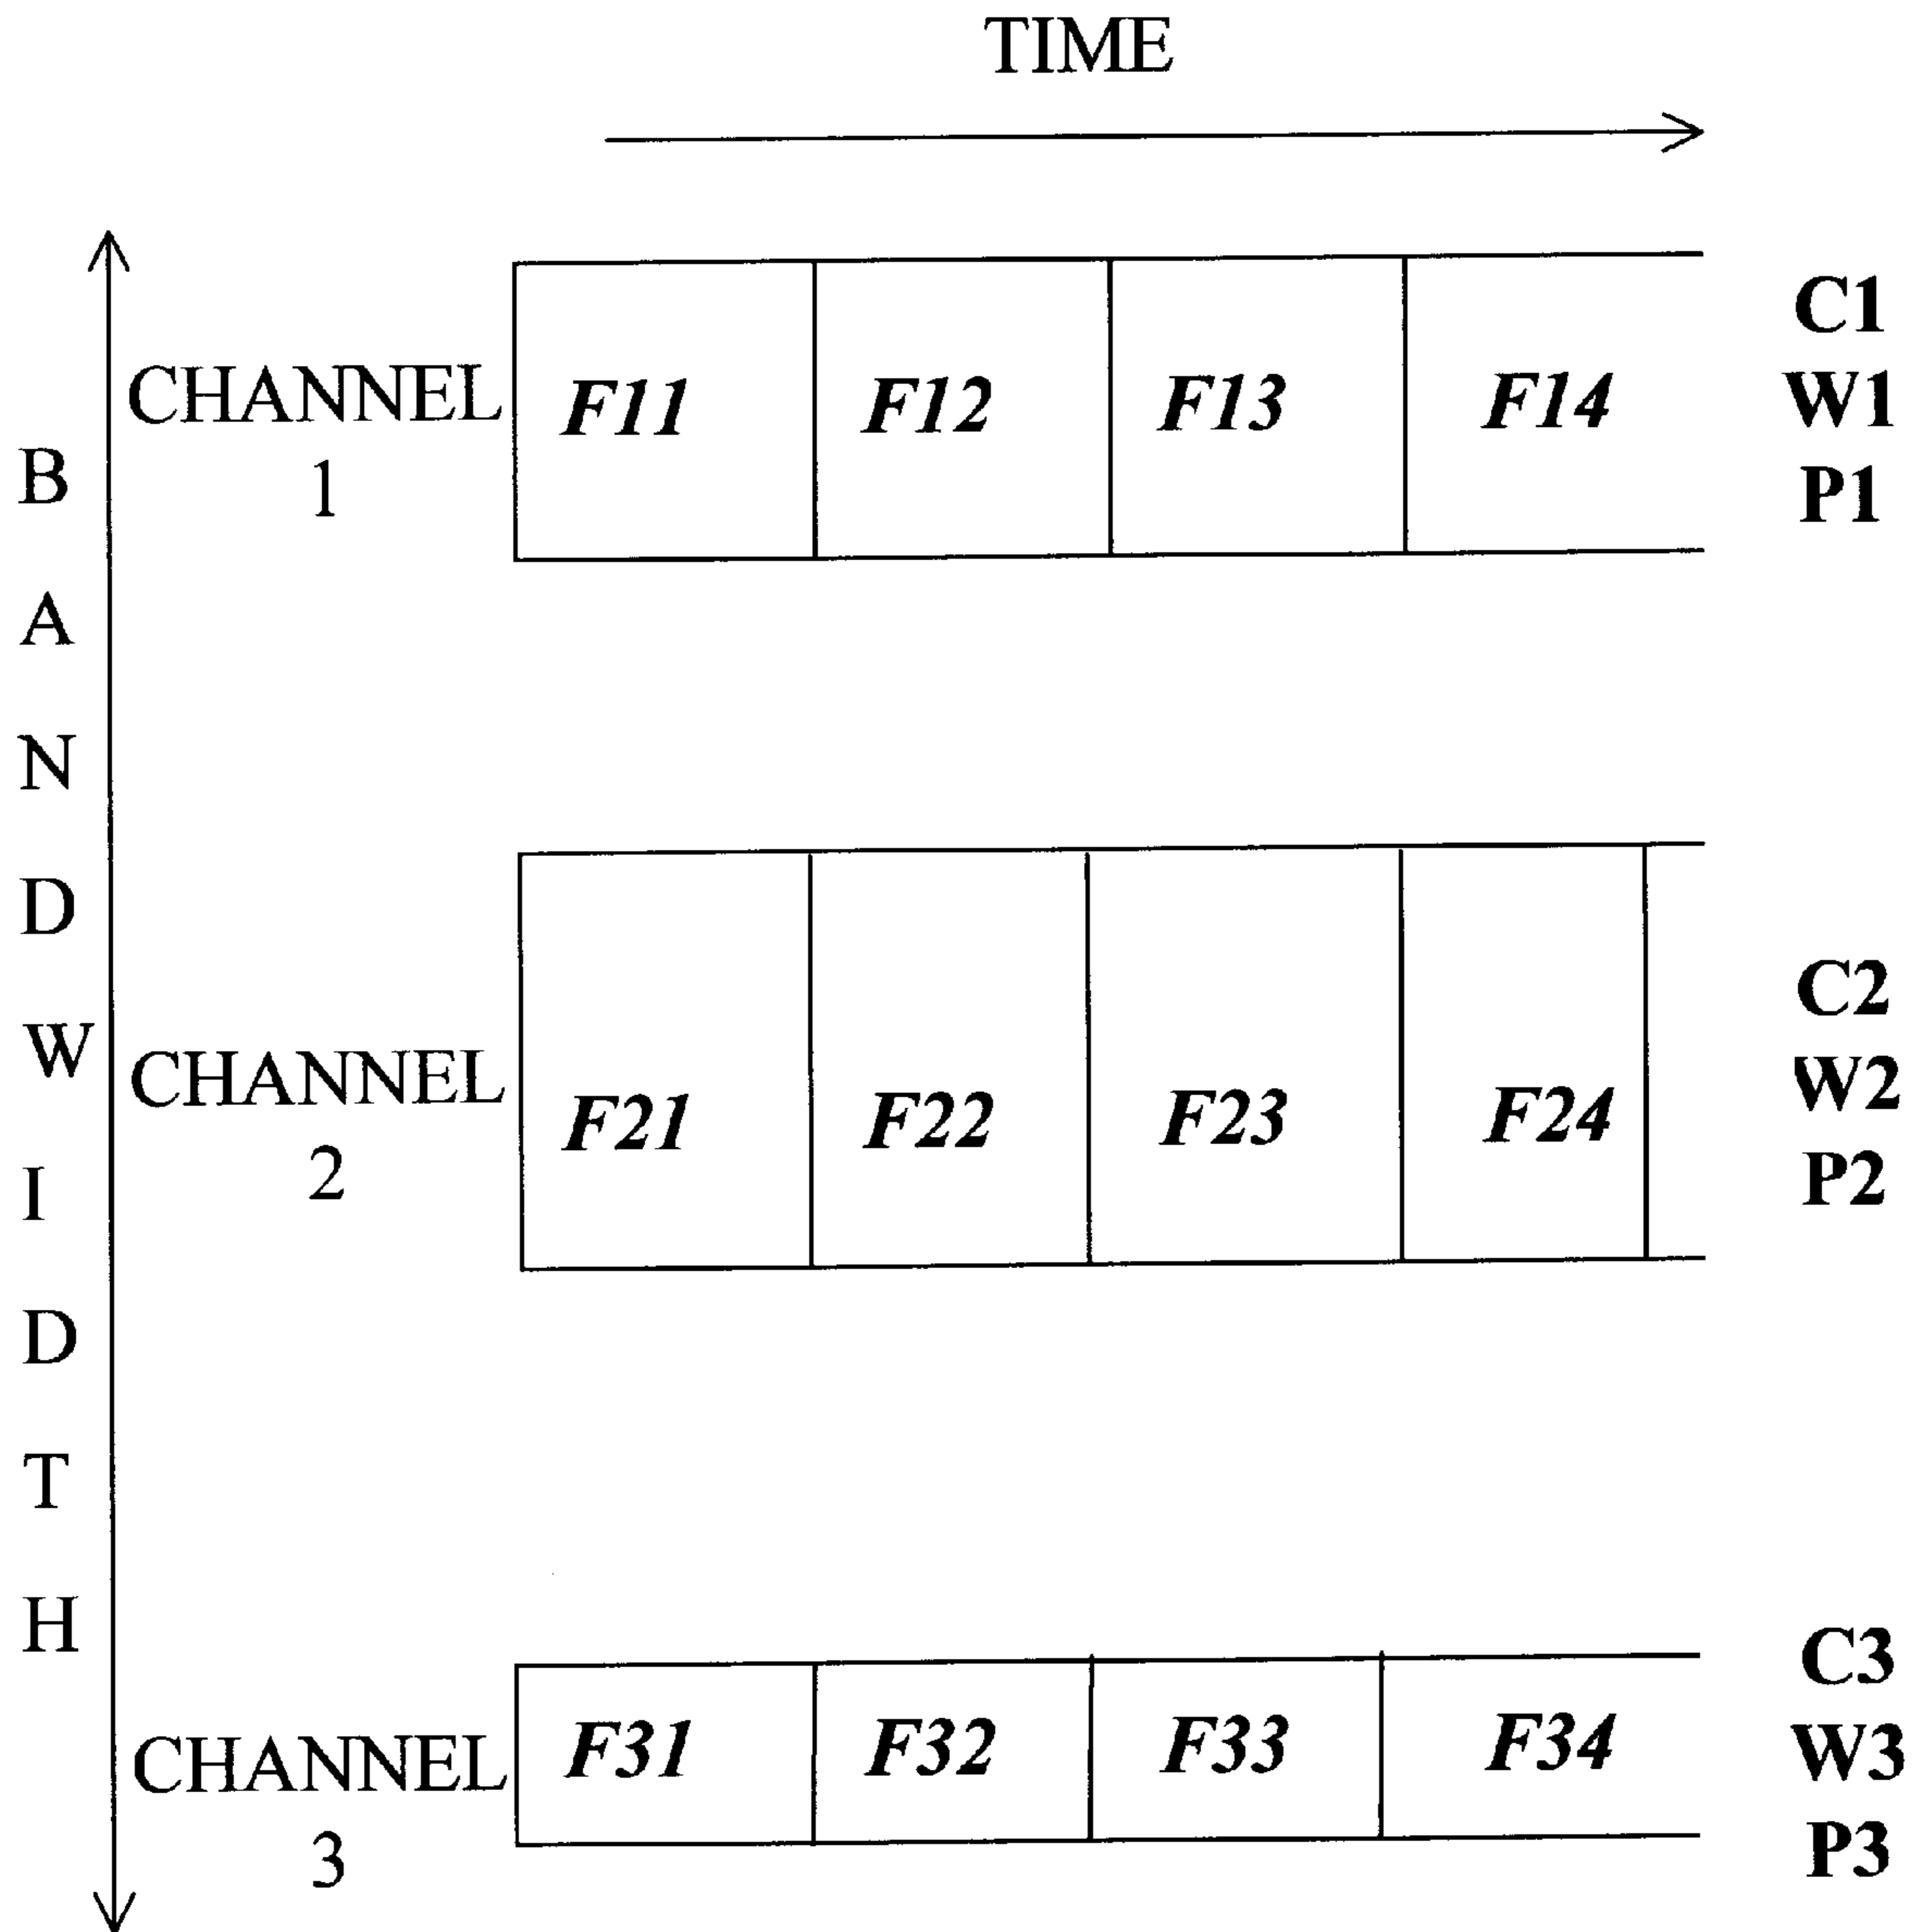 TIME
BANDWIDTH
CHANNEL
1
F11 F12 F13 F14
C1
W1
P1
CHANNEL
2
F21 F22 F23 F24
C2
W2
P2
CHANNEL
3
F31 F32 F33 F34
C3
W3
P3